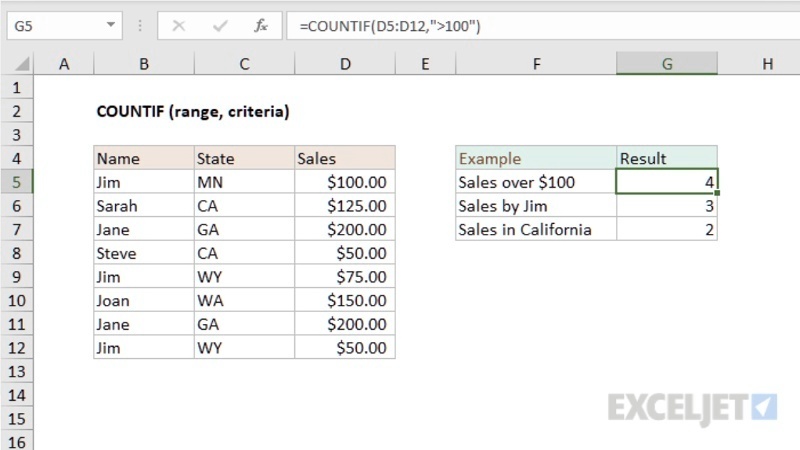 G5 fx =COUNTIF(D5:D12,">100")
A B C D E F G H
1
2 COUNTIF (range, criteria)
3
4 Name State Sales Example Result
5 Jim MN $100.00 Sales over $100 4
6 Sarah CA $125.00 Sales by Jim 3
7 Jane GA $200.00 Sales in California 2
8 Steve CA $50.00
9 Jim WY $75.00
10 Joan WA $150.00
11 Jane GA $200.00
12 Jim WY $50.00
13
14
15
16
EXCELJET